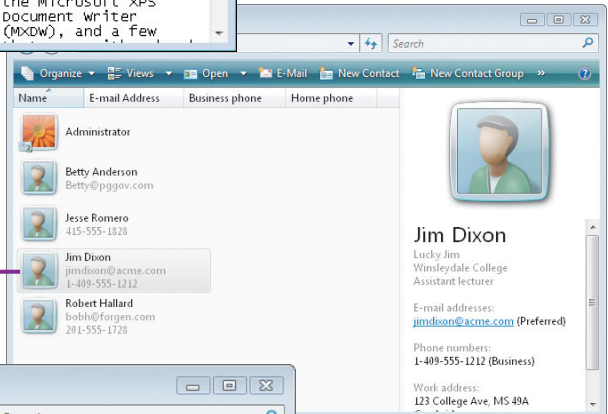 the Microsoft XPS
Document Writer
(MXDW), and a few
Search
Organize Views Open E-Mail New Contact New Contact Group »
Name E-mail Address Business phone Home phone
Administrator
Betty Anderson
Betty@pggov.com
Jesse Romero
415-555-1828
Jim Dixon
jimdixon@acme.com
1-409-555-1212
Robert Hallard
bobh@forgen.com
201-555-1728
Jim Dixon
Lucky Jim
Winsleydale College
Assistant lecturer
E-mail addresses:
jimdixon@acme.com (Preferred)
Phone numbers:
1-409-555-1212 (Business)
Work address:
123 College Ave, MS 49A